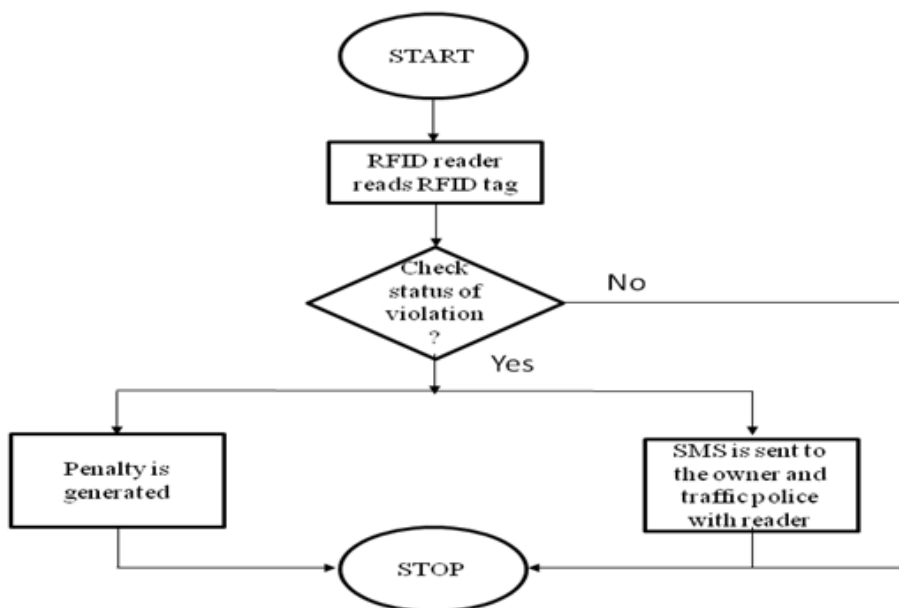 START
RFID reader
reads RFID tag
Check
status of
violation
?
No
Yes
Penalty is
generated
SMS is sent to
the owner and
traffic police
with reader
STOP